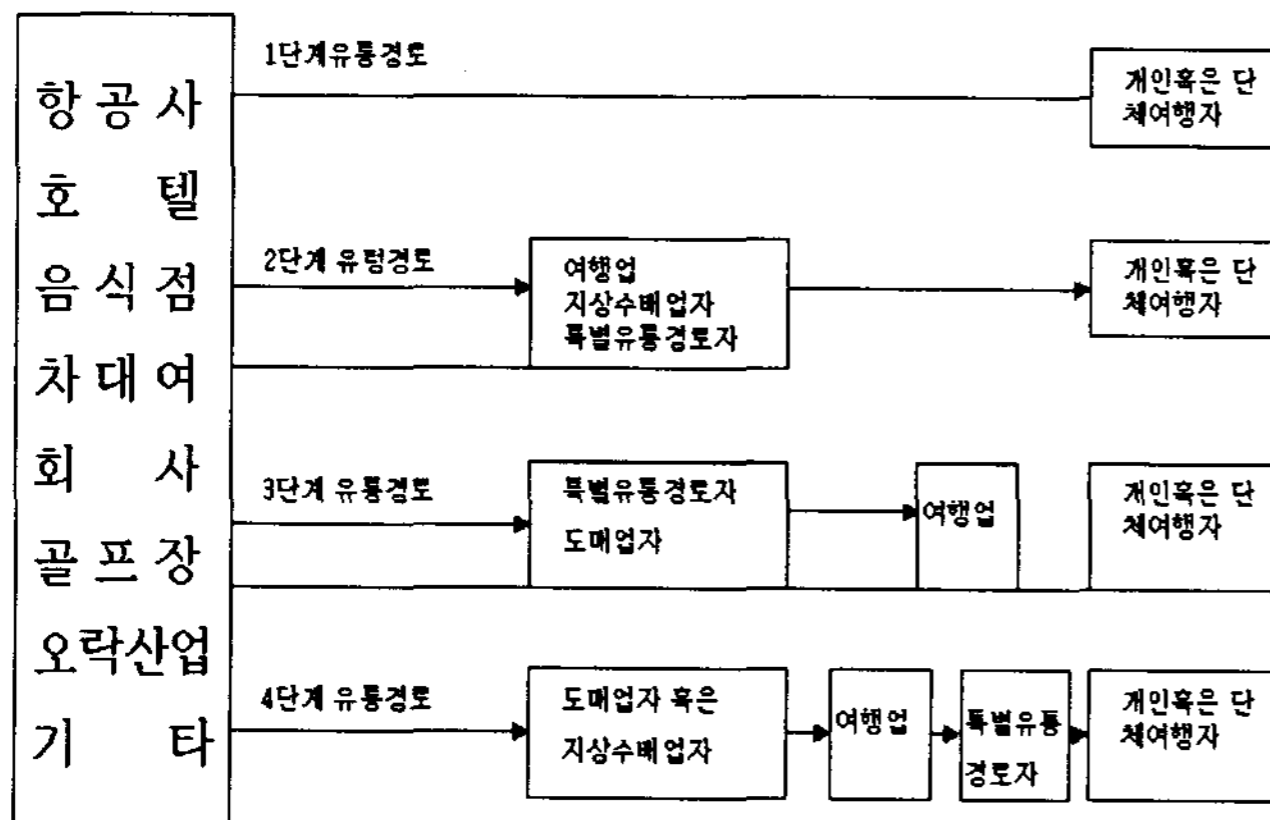 항공사
호텔
음식점
차대여
회사
골프장
오락산업
기타
1단계유통경로
개인혹은 단
체여행자
2단계 유렁경로
여행업
지상수배업자
특별유통경로자
개인혹은 단
체여행자
3단계 유통경로
특별유통경로자
도매업자
여행업
개인혹은 단
체여행자
4단계 유통경로
도매업자 혹은
지상수배업자
여행업
특별유통
경로자
개인혹은 단
체여행자